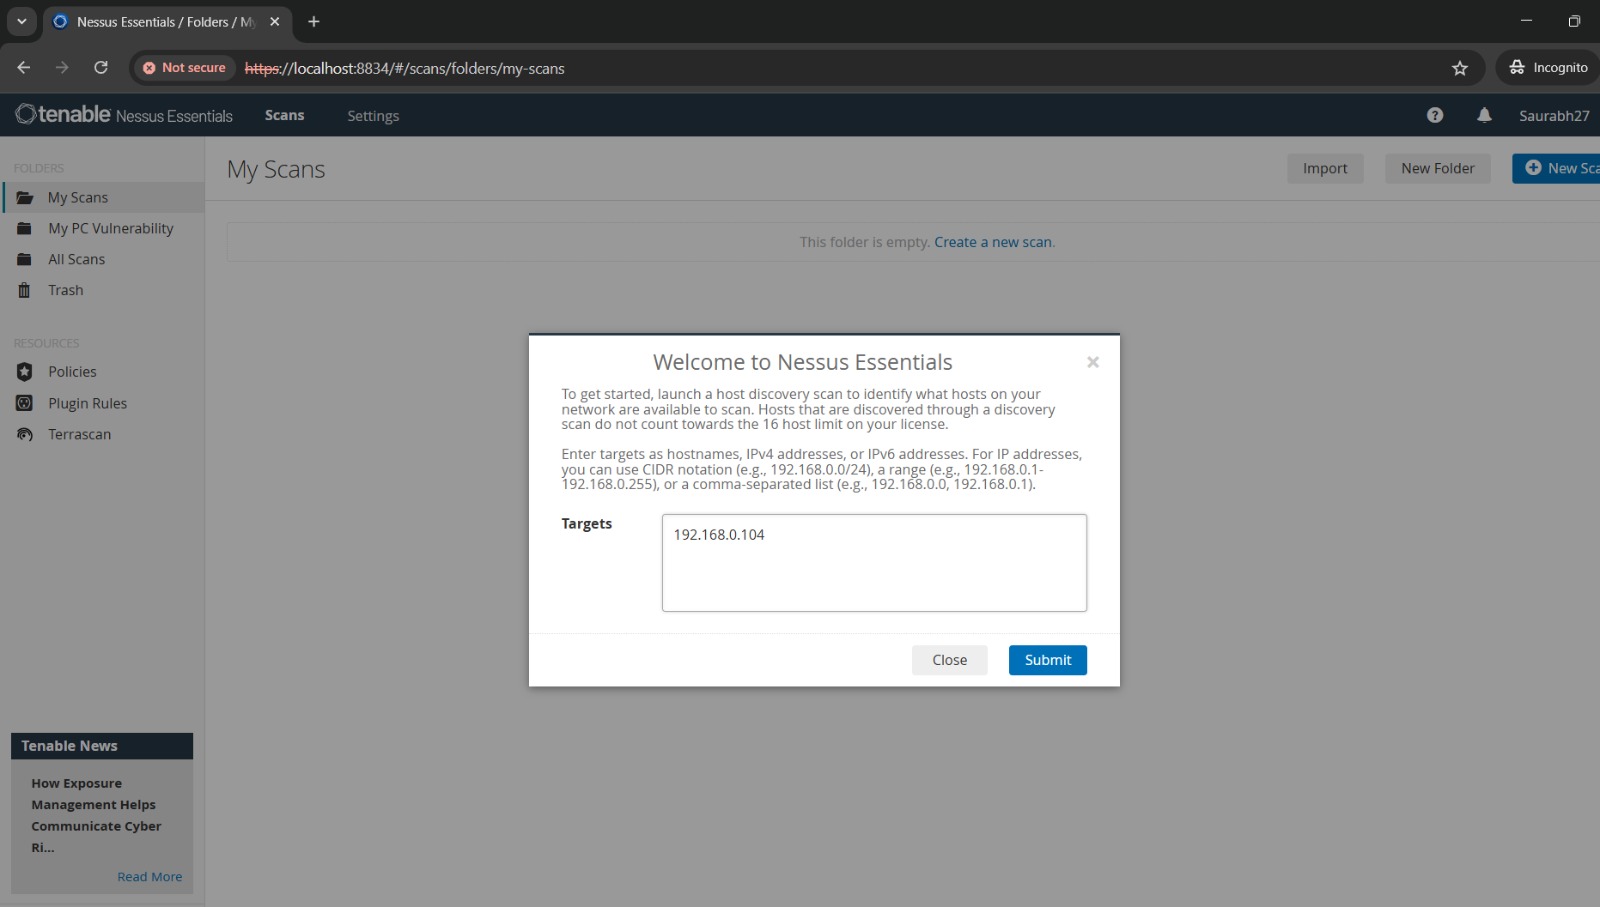 Nessus Essentials / Folders / My
Not secure
https://localhost:8834/#/scans/folders/my-scans
Incognito
tenable Nessus Essentials
Scans
Settings
?
Saurabh27
FOLDERS
My Scans
My PC Vulnerability
All Scans
Trash
RESOURCES
Policies
Plugin Rules
Terrascan
Tenable News
How Exposure
Management Helps
Communicate Cyber
Ri...
Read More
My Scans
Import
New Folder
New Sca
This folder is empty. Create a new scan.
Welcome to Nessus Essentials
To get started, launch a host discovery scan to identify what hosts on your
network are available to scan. Hosts that are discovered through a discovery
scan do not count towards the 16 host limit on your license.
Enter targets as hostnames, IPv4 addresses, or IPv6 addresses. For IP addresses,
you can use CIDR notation (e.g., 192.168.0.0/24), a range (e.g., 192.168.0.1-
192.168.0.255), or a comma-separated list (e.g., 192.168.0.0, 192.168.0.1).
Targets
192.168.0.104
Close
Submit